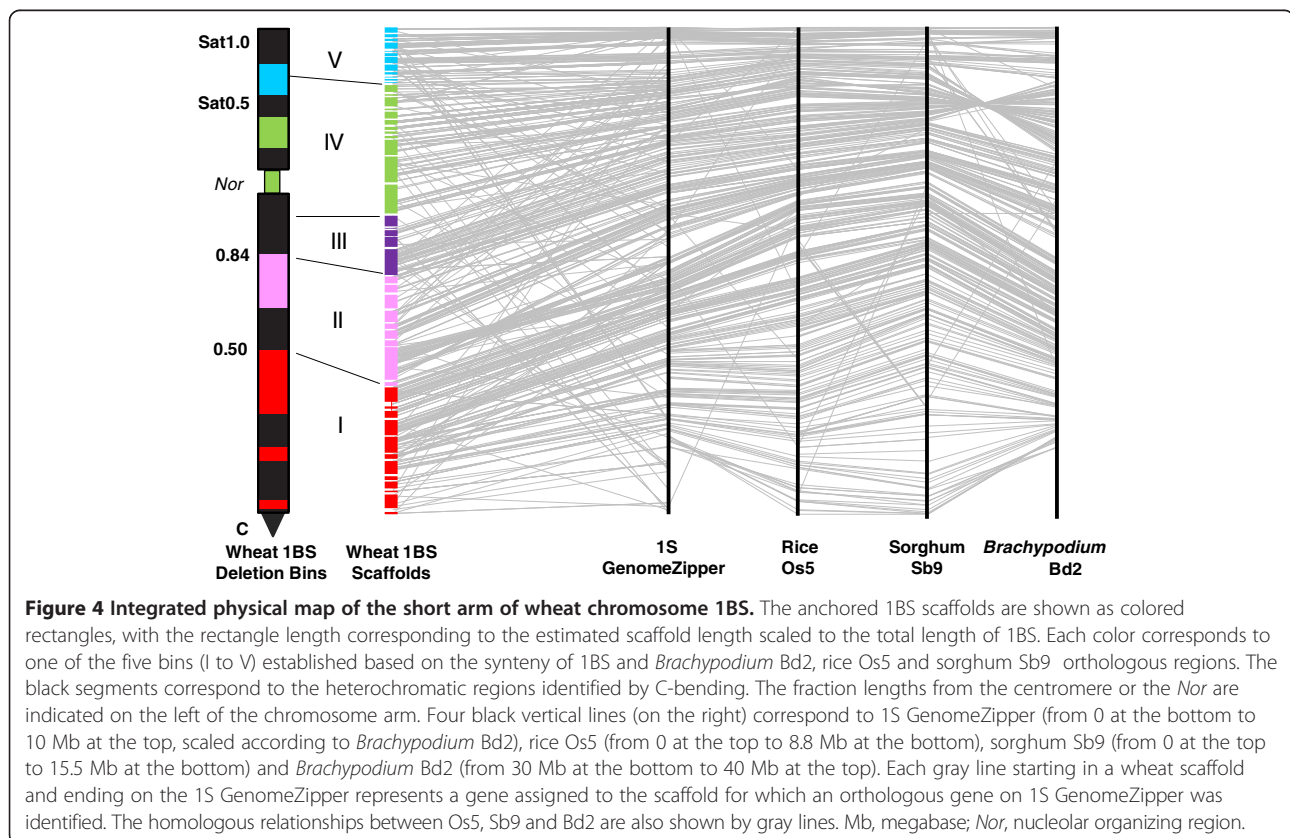 Sat1.0
V
Sat0.5
IV
Nor
III
0.84
II
0.50
I
C
Wheat 1BS
Deletion Bins
Wheat 1BS
Scaffolds
1S
GenomeZipper
Rice
Os5
Sorghum
Sb9
Brachypodium
Bd2
Figure 4 Integrated physical map of the short arm of wheat chromosome 1BS. The anchored 1BS scaffolds are shown as colored
rectangles, with the rectangle length corresponding to the estimated scaffold length scaled to the total length of 1BS. Each color corresponds to
one of the five bins (I to V) established based on the synteny of 1BS and Brachypodium Bd2, rice Os5 and sorghum Sb9 orthologous regions. The
black segments correspond to the heterochromatic regions identified by C-bending. The fraction lengths from the centromere or the Nor are
indicated on the left of the chromosome arm. Four black vertical lines (on the right) correspond to 1S GenomeZipper (from 0 at the bottom to
10 Mb at the top, scaled according to Brachypodium Bd2), rice Os5 (from 0 at the top to 8.8 Mb at the bottom), sorghum Sb9 (from 0 at the top
to 15.5 Mb at the bottom) and Brachypodium Bd2 (from 30 Mb at the bottom to 40 Mb at the top). Each gray line starting in a wheat scaffold
and ending on the 1S GenomeZipper represents a gene assigned to the scaffold for which an orthologous gene on 1S GenomeZipper was
identified. The homologous relationships between Os5, Sb9 and Bd2 are also shown by gray lines. Mb, megabase; Nor, nucleolar organizing region.